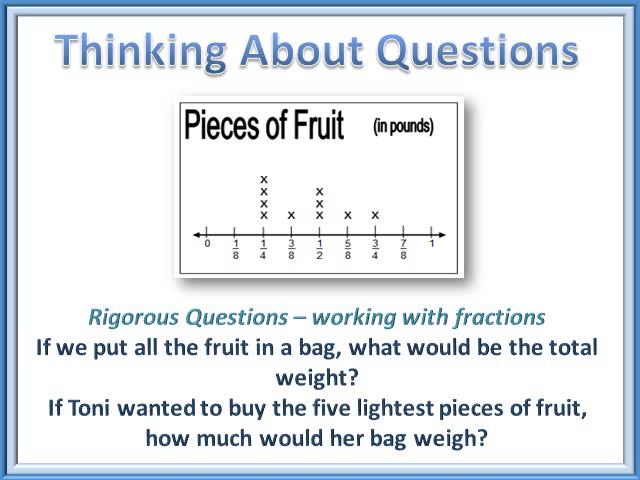 Thinking About Questions
Pieces of Fruit (in pounds)
x
x x
x x
x x x x x
0 1/8 1/4 3/8 1/2 5/8 3/4 7/8 1
Rigorous Questions – working with fractions
If we put all the fruit in a bag, what would be the total
weight?
If Toni wanted to buy the five lightest pieces of fruit,
how much would her bag weigh?